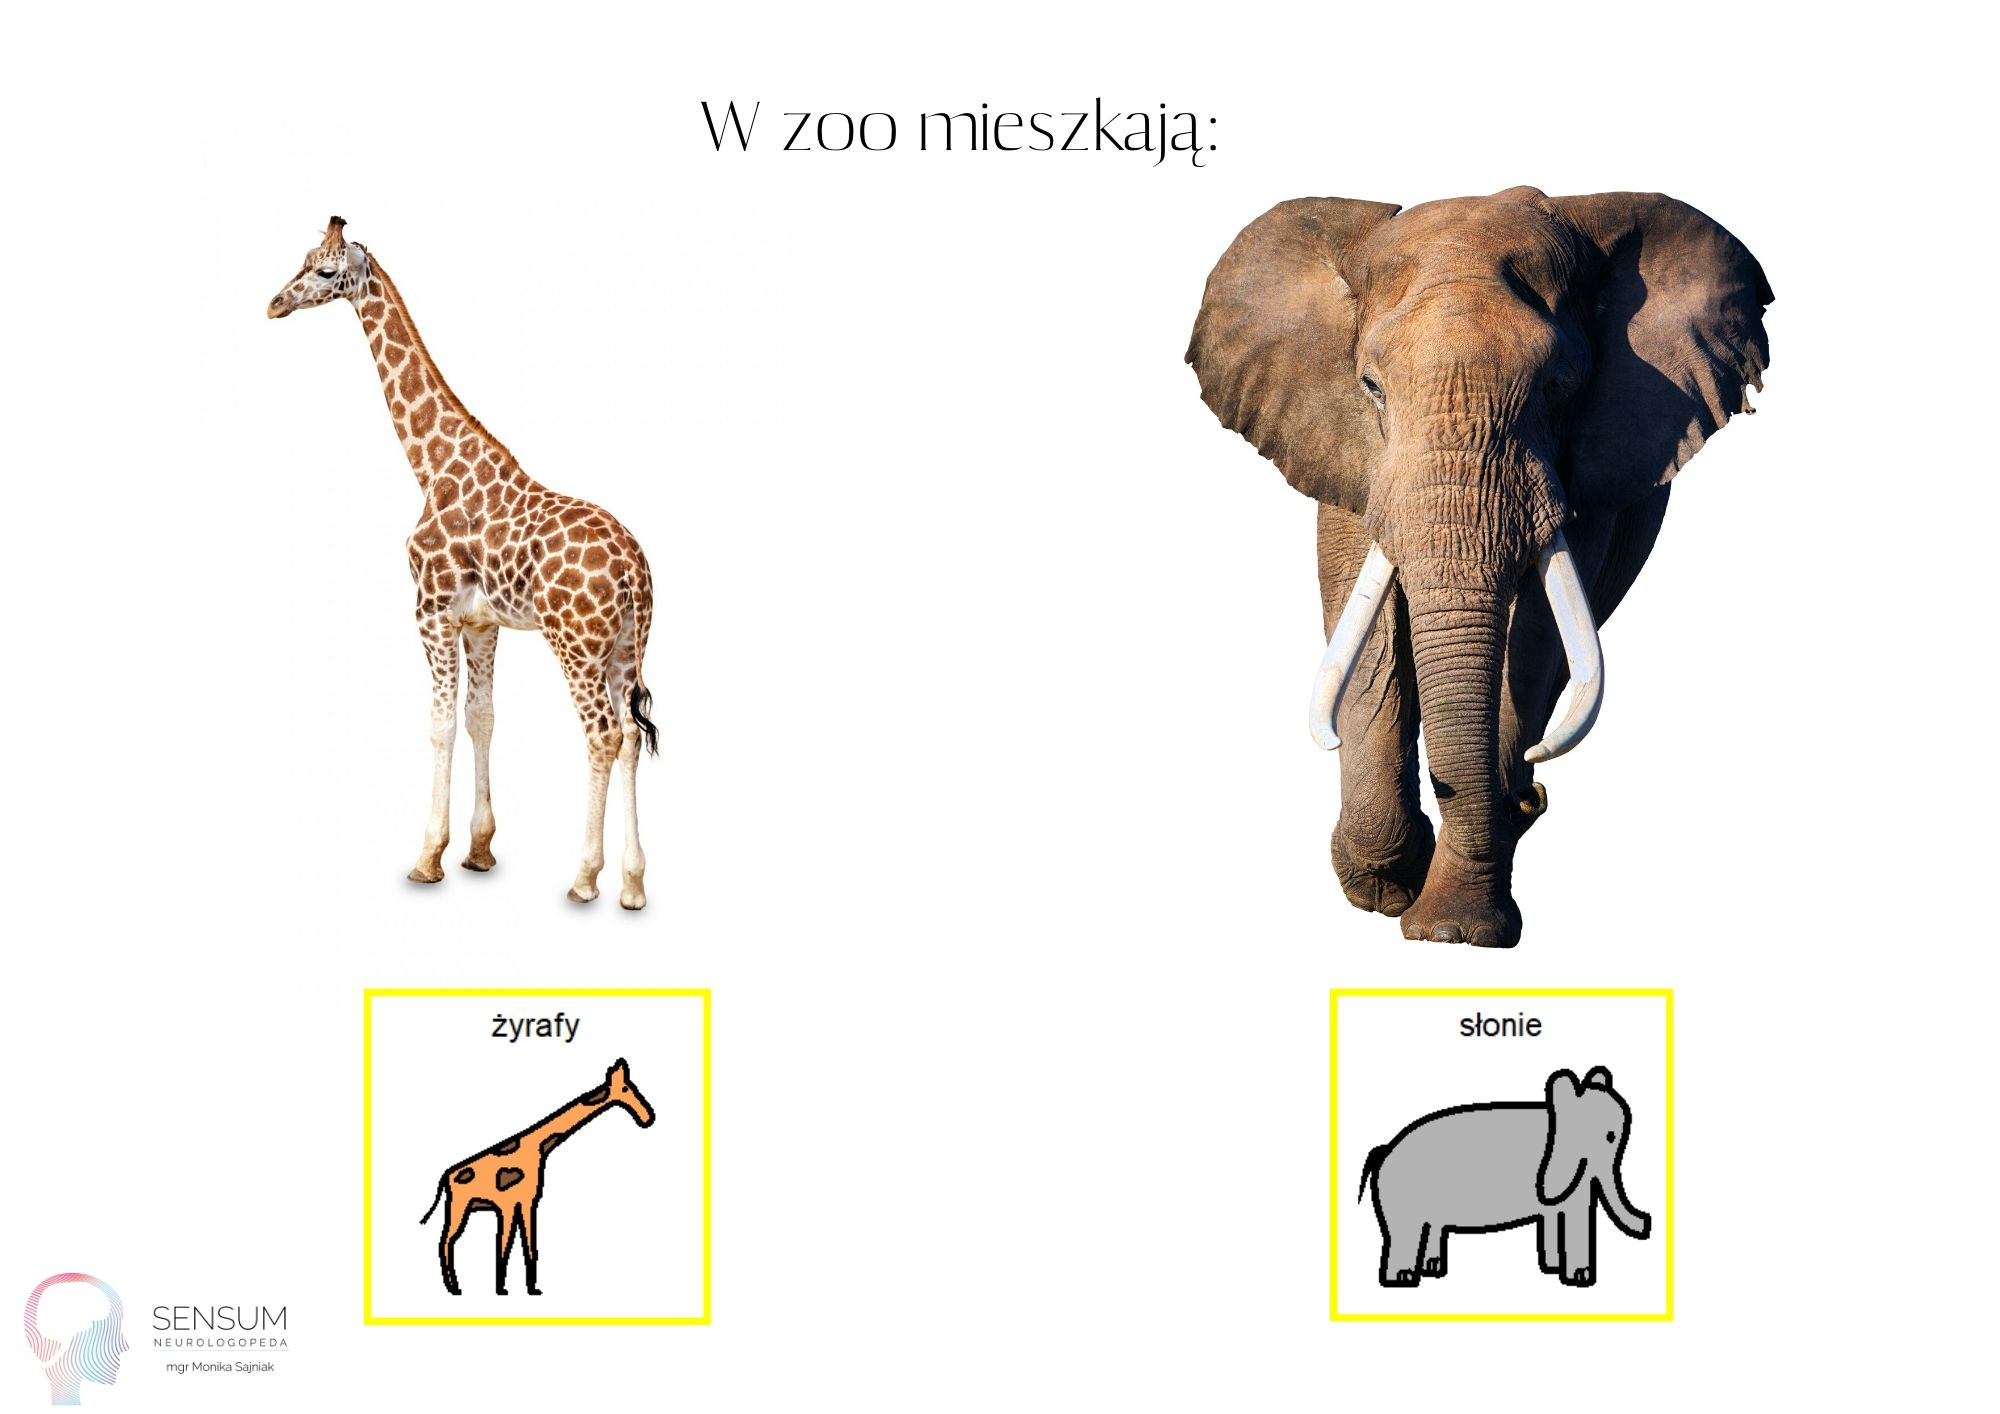 W zoo mieszkają:
żyrafy
słonie
SENSUM
NEUROLOGOPEDA
mgr Monika Sajniak